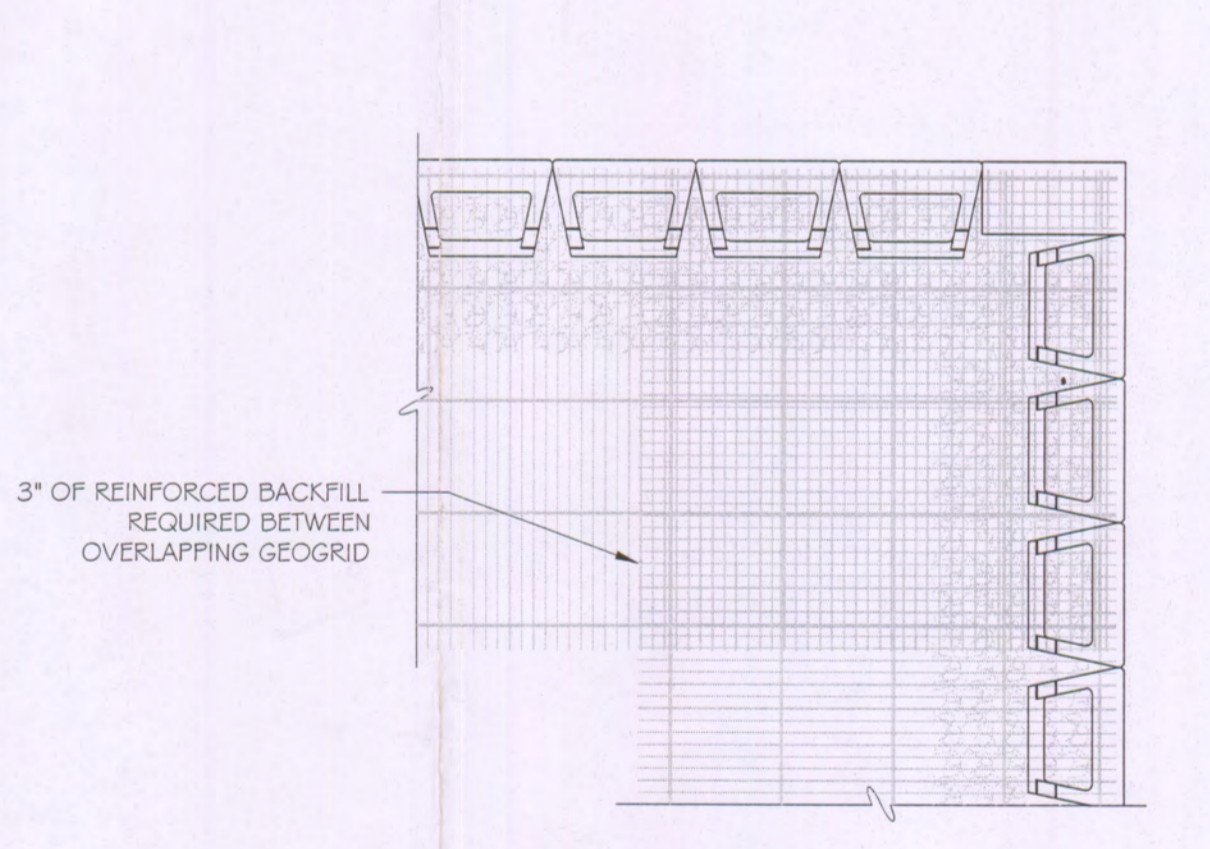 3" OF REINFORCED BACKFILL
REQUIRED BETWEEN
OVERLAPPING GEOGRID